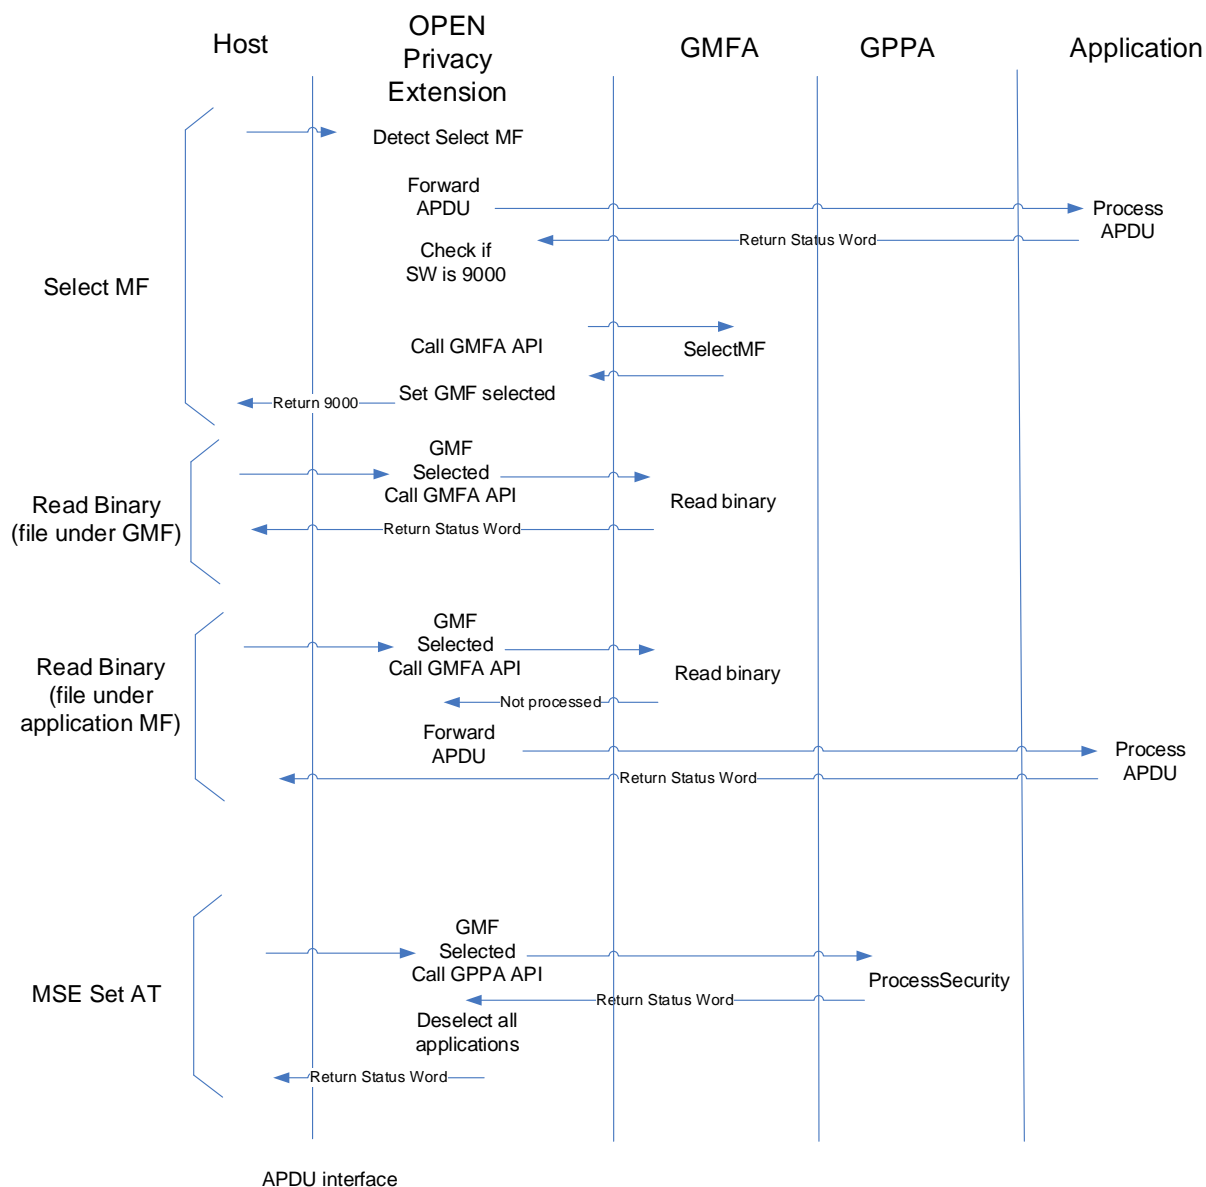 Host
OPEN
Privacy
Extension
GMFA
GPPA
Application
Detect Select MF
Forward
APDU
Process
APDU
Return Status Word
Check if
SW is 9000
Select MF
Call GMFA API
SelectMF
Set GMF selected
Return 9000
GMF
Selected
Call GMFA API
Read binary
Read Binary
(file under GMF)
Return Status Word
GMF
Selected
Call GMFA API
Read binary
Read Binary
(file under
application MF)
Not processed
Forward
APDU
Process
APDU
Return Status Word
GMF
Selected
Call GPPA API
ProcessSecurity
MSE Set AT
Return Status Word
Deselect all
applications
Return Status Word
APDU interface